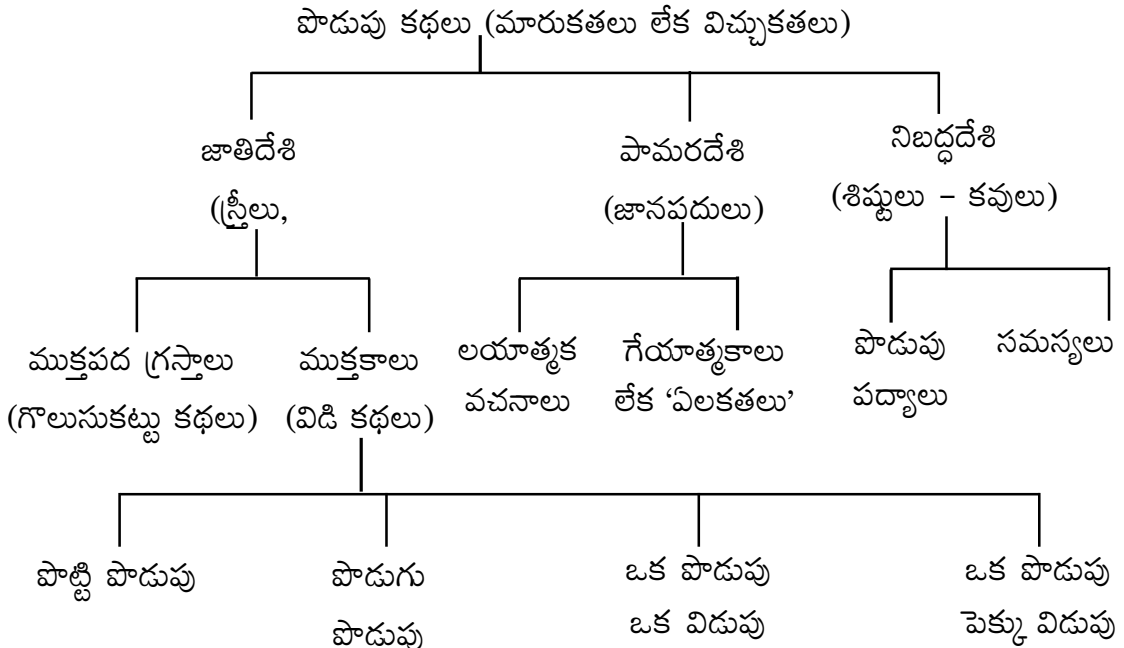 పొడుపు కథలు (మారుకతలు లేక విచ్చుకతలు)
జాతిదేశి
(స్త్రీలు,
పామరదేశి
(జానపదులు)
నిబద్ధదేశి
(శిష్టులు – కవులు)
ముక్తపద గ్రస్తాలు
(గొలుసుకట్టు కథలు)
ముక్తకాలు
(విడి కథలు)
లయాత్మక
వచనాలు
గేయాత్మకాలు
లేక ‘ఏలకతలు’
పొడుపు
పద్యాలు
సమస్యలు
పొట్టి పొడుపు
పొడుగు
పొడుపు
ఒక పొడుపు
ఒక విడుపు
ఒక పొడుపు
పెక్కు విడుపు